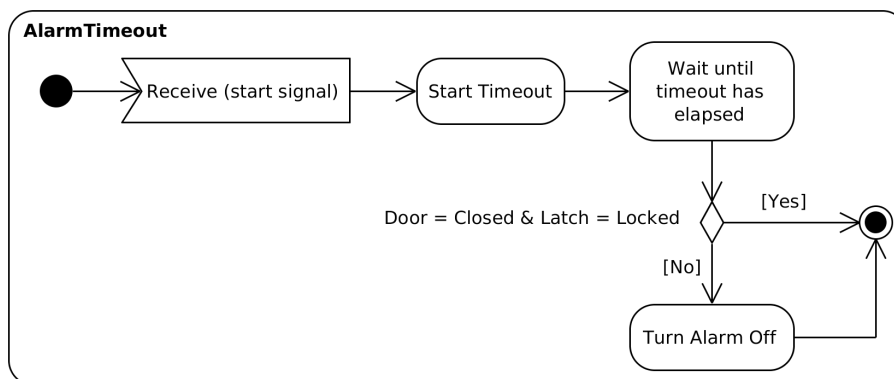 AlarmTimeout
Receive (start signal)
Start Timeout
Wait until
timeout has
elapsed
Door = Closed & Latch = Locked
[Yes]
[No]
Turn Alarm Off